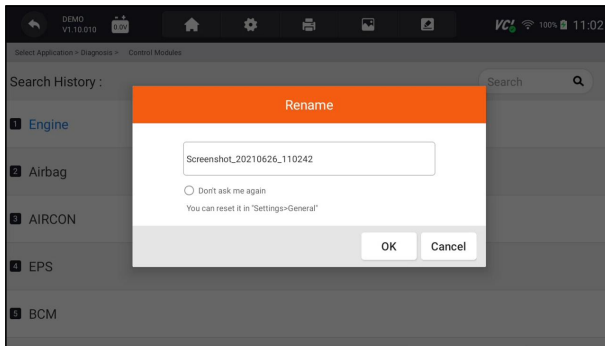 DEMO
V1.10.010
0.0V
VCI
100%
11:02
Select Application > Diagnosis > Control Modules
Search History :
Search
Rename
1 Engine
Screenshot_20210626_110242
2 Airbag
Don't ask me again
You can reset it in "Settings>General"
3 AIRCON
OK
Cancel
4 EPS
5 BCM